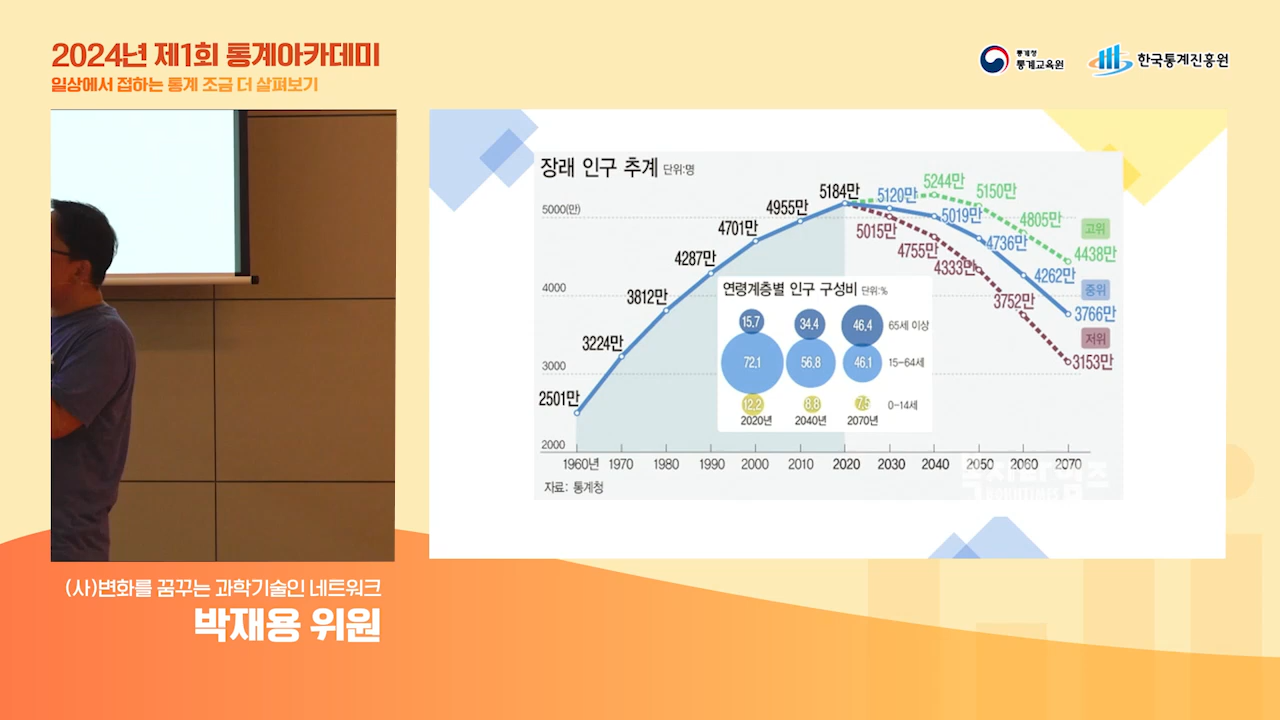 2024년 제1회 통계아카데미
일상에서 접하는 통계 조금 더 살펴보기
통계청
통계교육원
한국통계진흥원
장래 인구 추계 단위:명
5000(만)
4000
3000
2000
2501만
3224만
3812만
4287만
4701만
4955만
5184만
5120만
5019만
4736만
4262만
3766만
5244만
5150만
4805만
4438만
5015만
4755만
4333만
3752만
3153만
고위
중위
저위
연령계층별 인구 구성비 단위:%
15.7 34.4 46.4 65세 이상
72.1 56.8 46.1 15~64세
12.2 8.8 7.5 0~14세
2020년 2040년 2070년
1960년 1970 1980 1990 2000 2010 2020 2030 2040 2050 2060 2070
자료: 통계청
(사)변화를 꿈꾸는 과학기술인 네트워크
박재용 위원